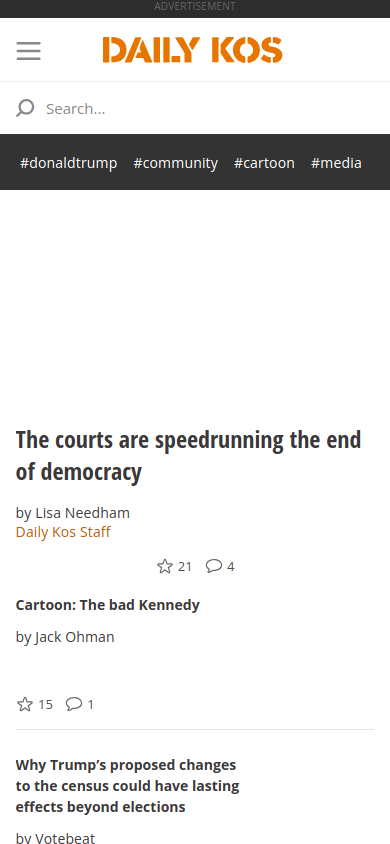 ADVERTISEMENT
DAILY KOS
Search...
#donaldtrump #community #cartoon #media
The courts are speedrunning the end
of democracy
by Lisa Needham
Daily Kos Staff
21 4
Cartoon: The bad Kennedy
by Jack Ohman
15 1
Why Trump’s proposed changes
to the census could have lasting
effects beyond elections
by Votebeat